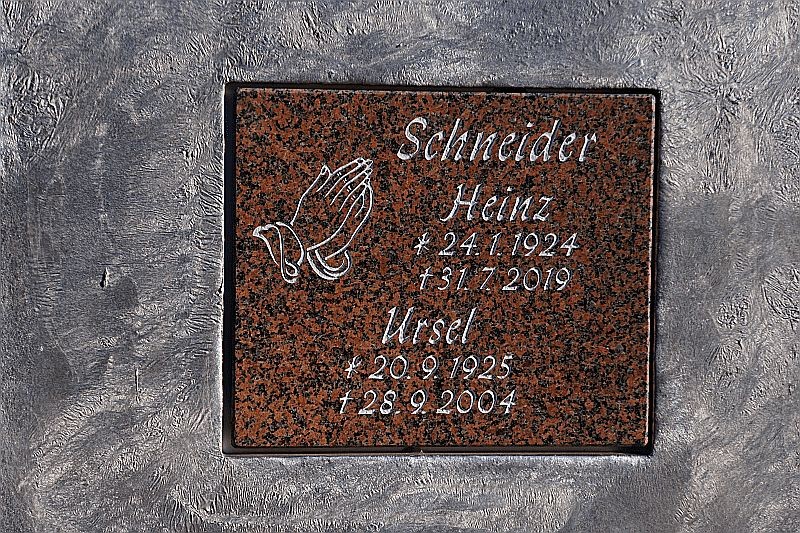 Schneider
Heinz
* 24.1.1924
† 31.7.2019
Ursel
* 20.9.1925
† 28.9.2004